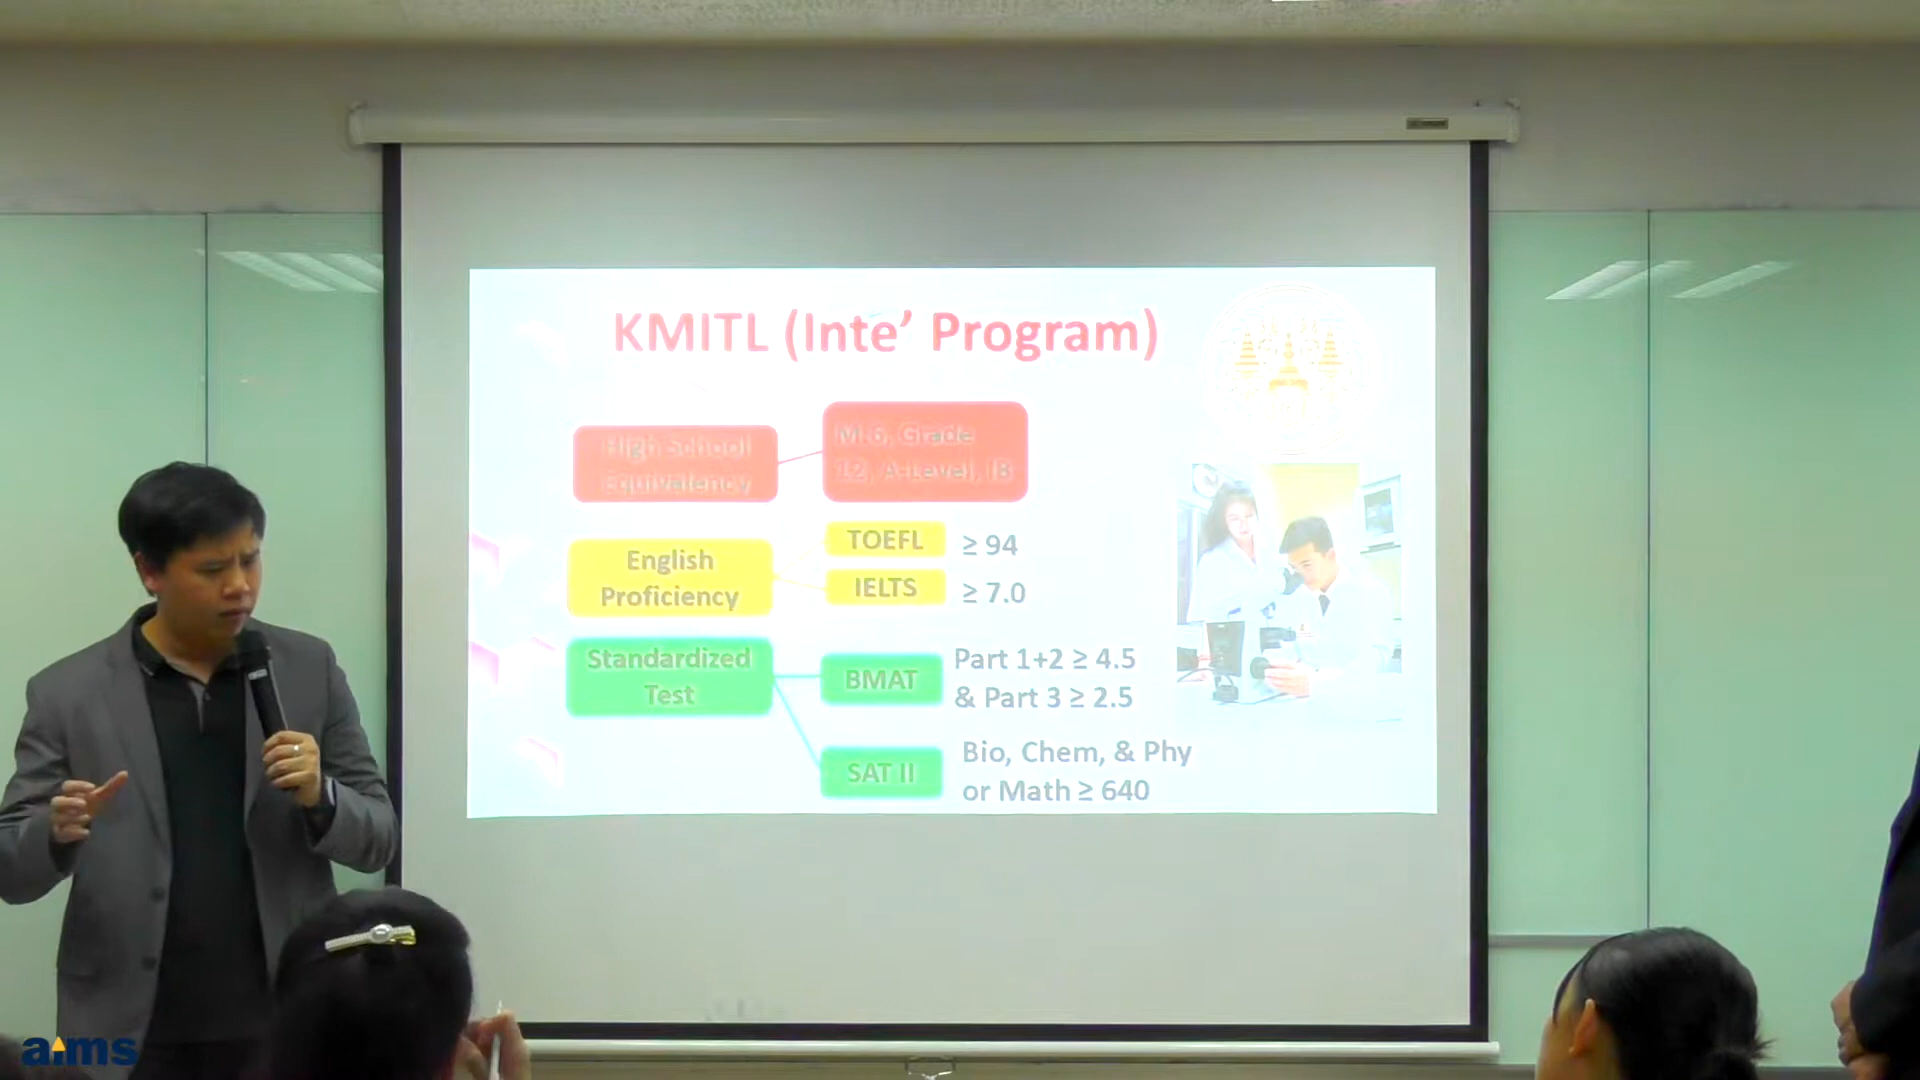 KMITL (Inte’ Program)
High School
Equivalency
M.6, Grade
12, A-Level, IB
English
Proficiency
TOEFL
≥ 94
IELTS
≥ 7.0
Standardized
Test
BMAT
Part 1+2 ≥ 4.5
& Part 3 ≥ 2.5
SAT II
Bio, Chem, & Phy
or Math ≥ 640
aims